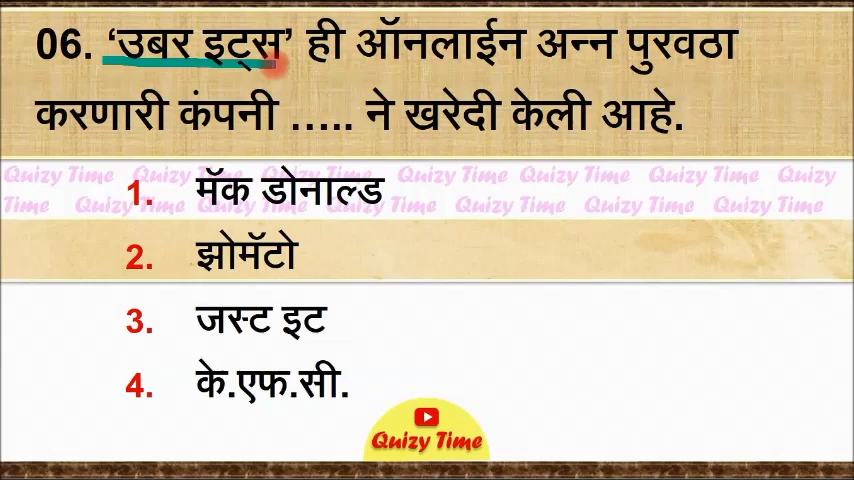 06. ‘उबर इट्स’ ही ऑनलाईन अन्न पुरवठा
करणारी कंपनी ….. ने खरेदी केली आहे.
Quizy Time Quizy Time Quizy Time Quizy Time Quizy Time Quizy Time Quizy
1. मॅक डोनाल्ड
Time Quizy Time Quizy Time Quizy Time Quizy Time Quizy Time Quizy Time
2. झोमॅटो
3. जस्ट इट
4. के.एफ.सी.
Quizy Time